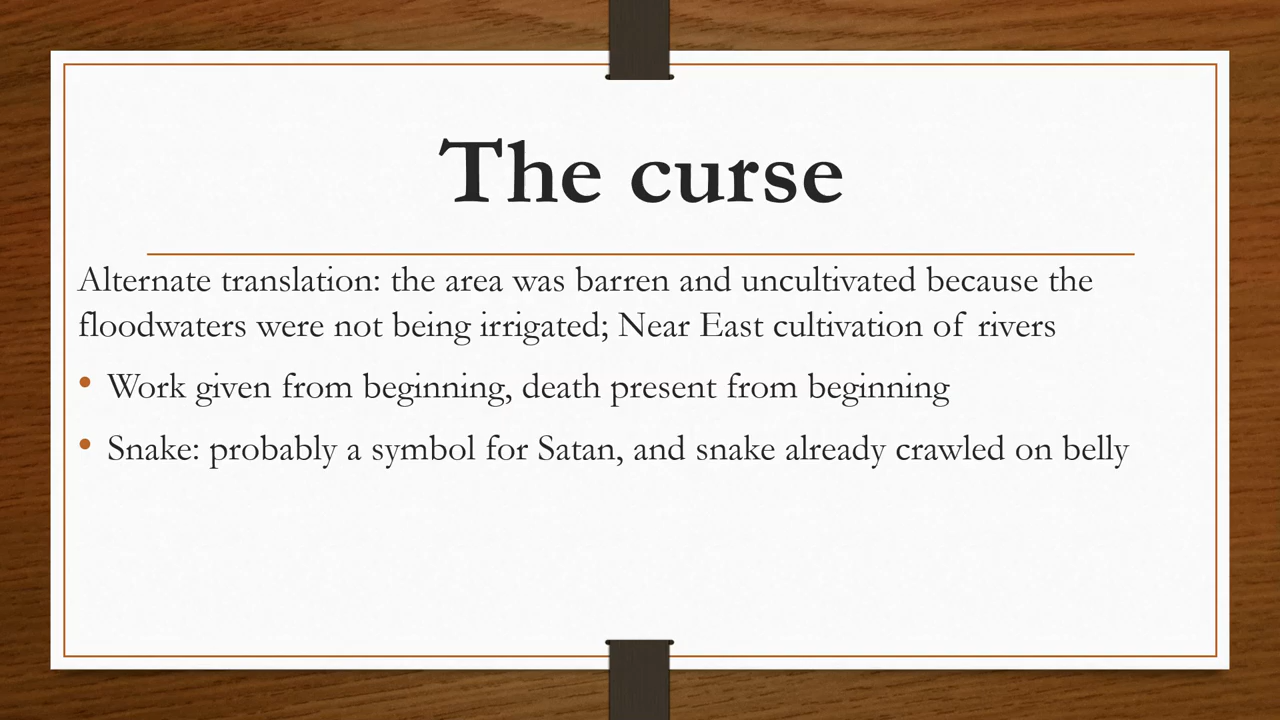 The curse
Alternate translation: the area was barren and uncultivated because the
floodwaters were not being irrigated; Near East cultivation of rivers
• Work given from beginning, death present from beginning
• Snake: probably a symbol for Satan, and snake already crawled on belly